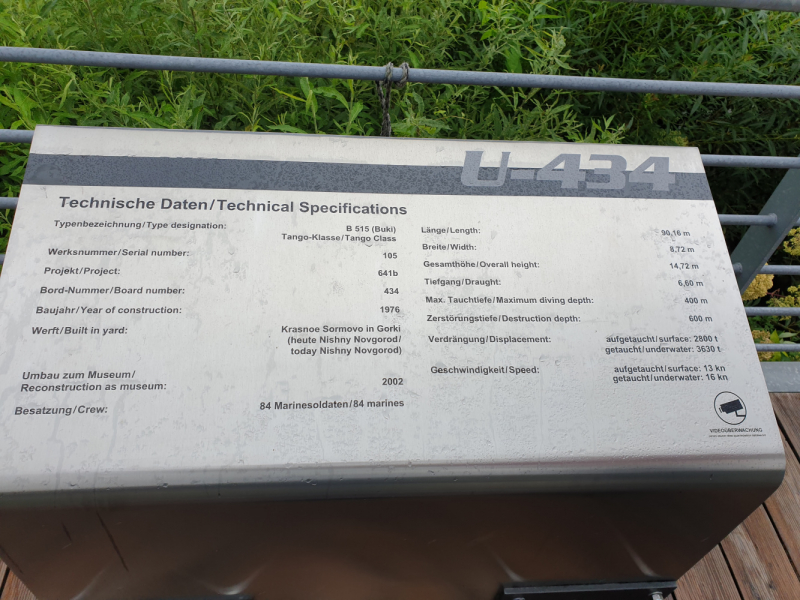 U-434
Technische Daten/Technical Specifications
Typenbezeichnung/Type designation: B 515 (Buki)
Tango-Klasse/Tango Class
Werksnummer/Serial number: 105
Projekt/Project: 641b
Bord-Nummer/Board number: 434
Baujahr/Year of construction: 1976
Werft/Built in yard: Krasnoe Sormovo in Gorki
(heute Nishny Novgorod/
today Nishny Novgorod)
Umbau zum Museum/
Reconstruction as museum: 2002
Besatzung/Crew: 84 Marinesoldaten/84 marines
Länge/Length: 90,16 m
Breite/Width: 8,72 m
Gesamthöhe/Overall height: 14,72 m
Tiefgang/Draught: 6,60 m
Max. Tauchtiefe/Maximum diving depth: 400 m
Zerstörungstiefe/Destruction depth: 600 m
Verdrängung/Displacement: aufgetaucht/surface: 2800 t
getaucht/underwater: 3630 t
Geschwindigkeit/Speed: aufgetaucht/surface: 13 kn
getaucht/underwater: 16 kn
VIDEOÜBERWACHUNG